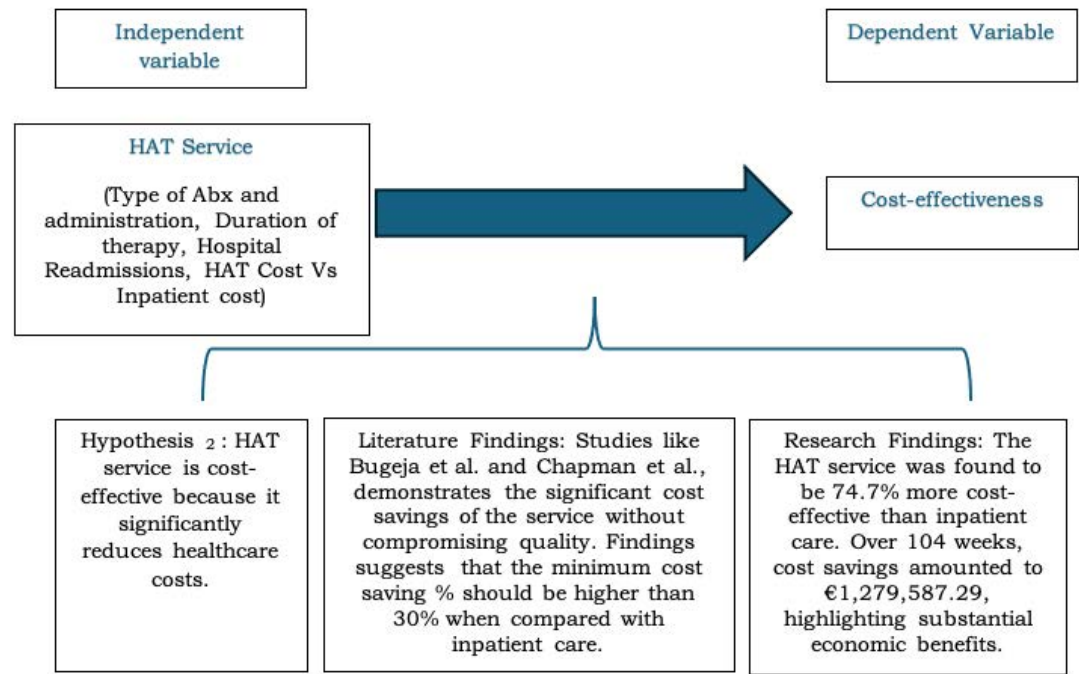 Independent
variable
Dependent Variable
HAT Service
(Type of Abx and
administration, Duration of
therapy, Hospital
Readmissions, HAT Cost Vs
Inpatient cost)
Cost-effectiveness
Hypothesis 2 : HAT
service is cost-
effective because it
significantly
reduces healthcare
costs.
Literature Findings: Studies like
Bugeja et al. and Chapman et al.,
demonstrates the significant cost
savings of the service without
compromising quality. Findings
suggests that the minimum cost
saving % should be higher than
30% when compared with
inpatient care.
Research Findings: The
HAT service was found to
be 74.7% more cost-
effective than inpatient
care. Over 104 weeks,
cost savings amounted to
€1,279,587.29,
highlighting substantial
economic benefits.